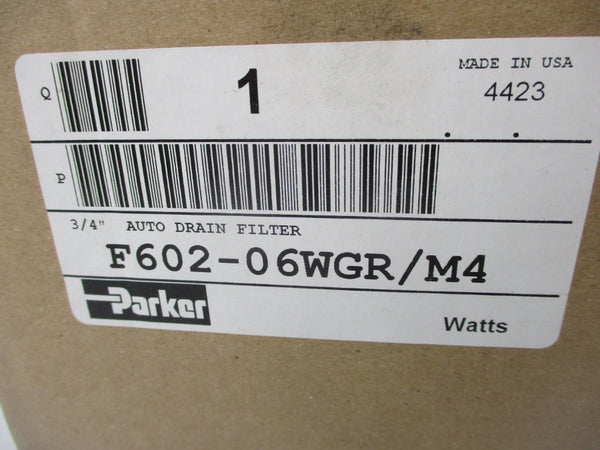 MADE IN USA
Q 1 4423
P
3/4" AUTO DRAIN FILTER
F602-06WGR/M4
Parker
Watts